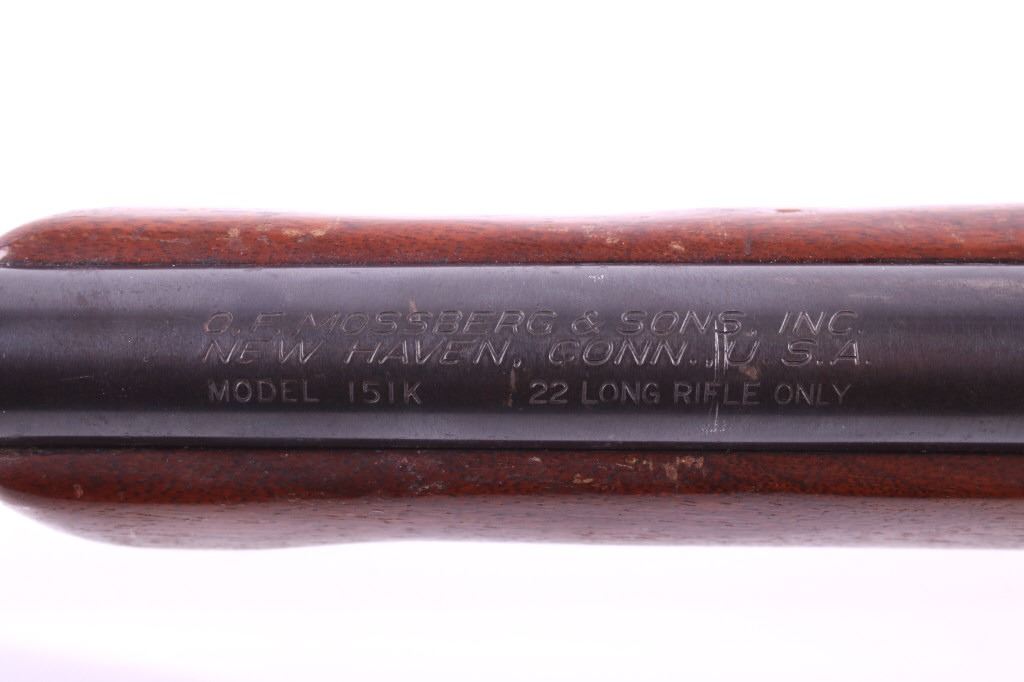 O.F. MOSSBERG & SONS, INC.
NEW HAVEN, CONN., U.S.A.
MODEL 151K 22 LONG RIFLE ONLY